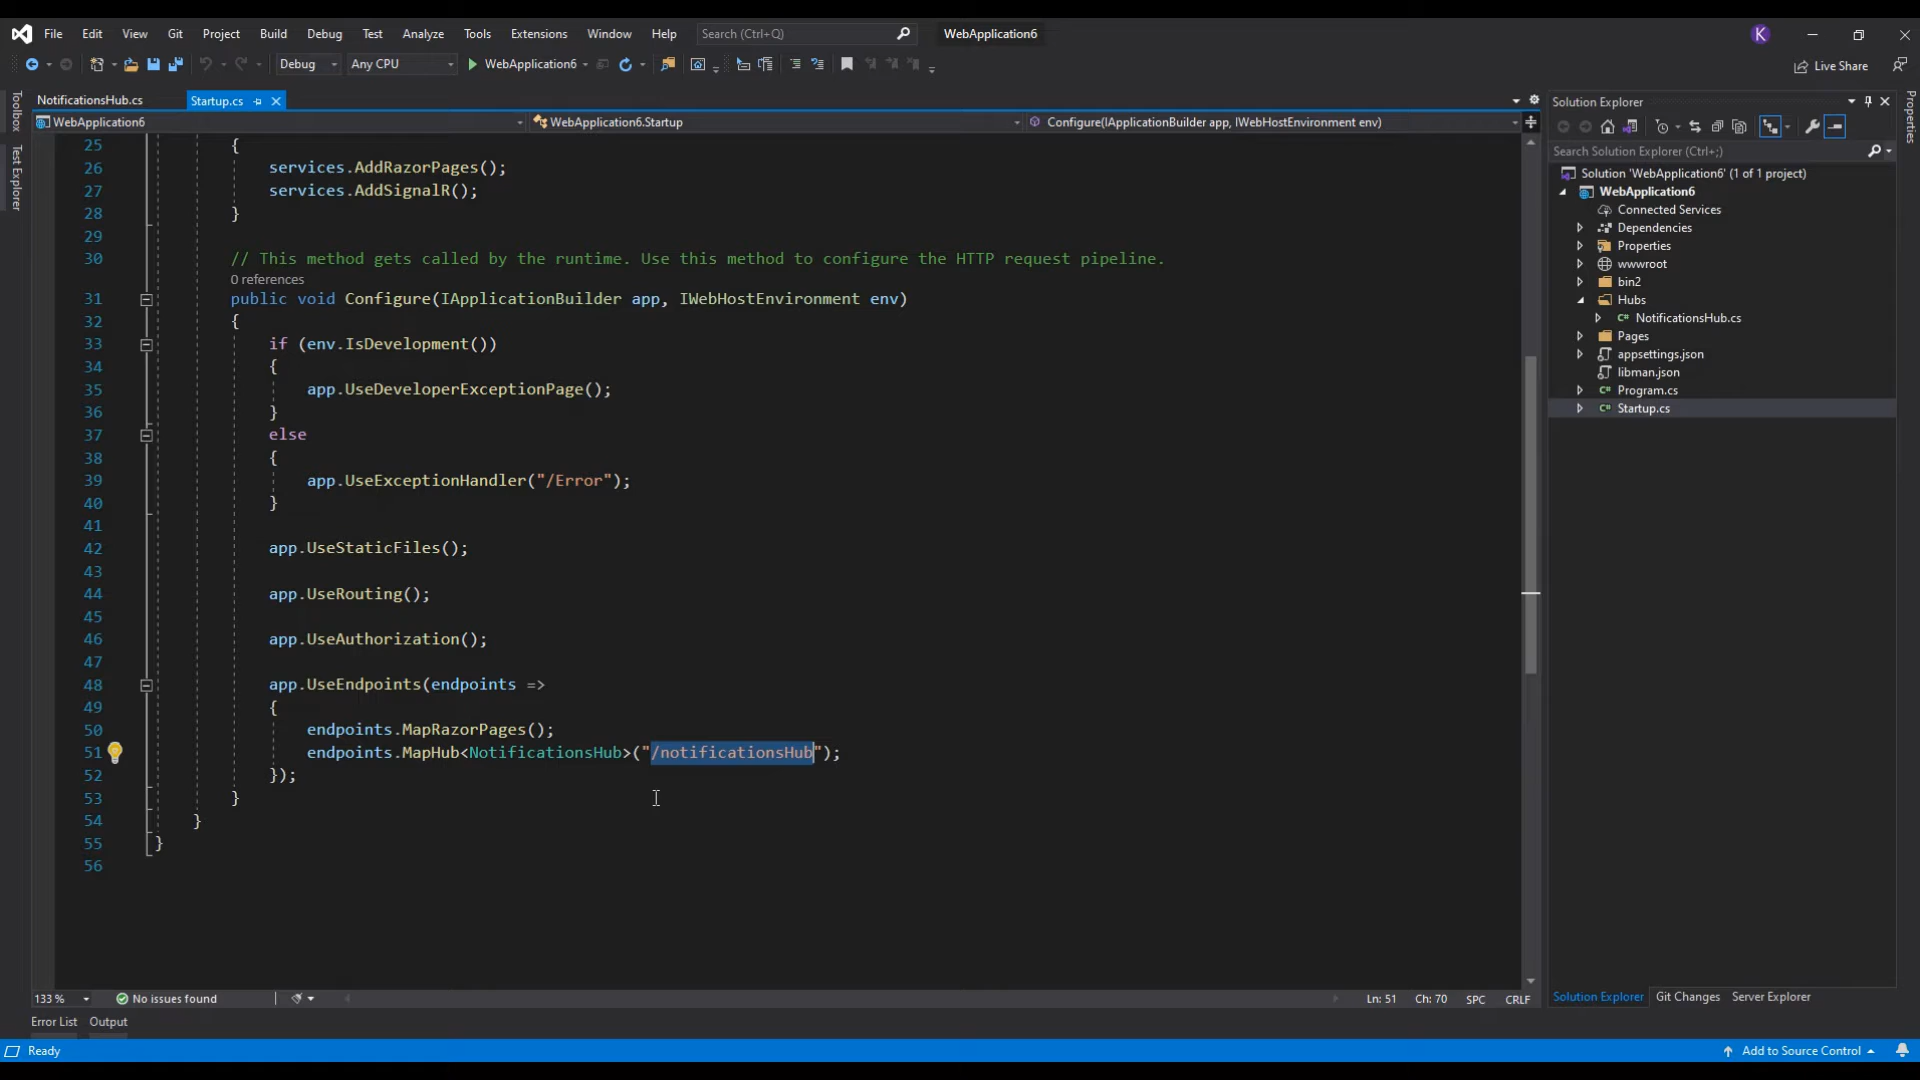 File Edit View Git Project Build Debug Test Analyze Tools Extensions Window Help Search (Ctrl+Q) WebApplication6 K
Debug Any CPU WebApplication6 Live Share
NotificationsHub.cs Startup.cs
WebApplication6 WebApplication6.Startup Configure(IApplicationBuilder app, IWebHostEnvironment env)
Toolbox
Test Explorer
25 {
26 services.AddRazorPages();
27 services.AddSignalR();
28 }
29
30 // This method gets called by the runtime. Use this method to configure the HTTP request pipeline.
0 references
31 public void Configure(IApplicationBuilder app, IWebHostEnvironment env)
32 {
33 if (env.IsDevelopment())
34 {
35 app.UseDeveloperExceptionPage();
36 }
37 else
38 {
39 app.UseExceptionHandler("/Error");
40 }
41
42 app.UseStaticFiles();
43
44 app.UseRouting();
45
46 app.UseAuthorization();
47
48 app.UseEndpoints(endpoints =>
49 {
50 endpoints.MapRazorPages();
51 endpoints.MapHub<NotificationsHub>("/notificationsHub");
52 });
53 }
54 }
55 }
56
133 % No issues found Ln: 51 Ch: 70 SPC CRLF
Error List Output
Solution Explorer
Search Solution Explorer (Ctrl+;)
Solution 'WebApplication6' (1 of 1 project)
WebApplication6
Connected Services
Dependencies
Properties
wwwroot
bin2
Hubs
C# NotificationsHub.cs
Pages
appsettings.json
libman.json
C# Program.cs
C# Startup.cs
Solution Explorer Git Changes Server Explorer
Properties
Ready Add to Source Control